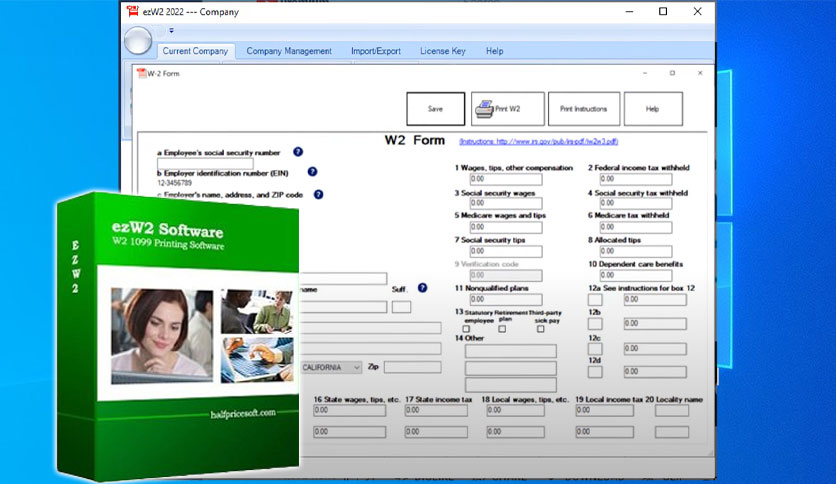 ezW2 2022 --- Company
Current Company Company Management Import/Export License Key Help
W-2 Form
Save Print W2 Print Instructions Help
W2 Form (Instructions: http://www.irs.gov/pub/irs-pdf/iw2w3.pdf)
a Employee's social security number ?
b Employer identification number (EIN) ?
12-3456789
c Employer's name, address, and ZIP code ?
1 Wages, tips, other compensation 2 Federal income tax withheld
0.00 0.00
3 Social security wages 4 Social security tax withheld
0.00 0.00
5 Medicare wages and tips 6 Medicare tax withheld
0.00 0.00
7 Social security tips 8 Allocated tips
0.00 0.00
9 Verification code 10 Dependent care benefits
0.00 0.00
name Suff. ?
11 Nonqualified plans 12a See instructions for box 12
0.00 0.00
13 Statutory employee Retirement plan Third-party sick pay
12b
0.00
14 Other
12c
0.00
12d
0.00
CALIFORNIA Zip
16 State wages, tips, etc. 17 State income tax 18 Local wages, tips, etc. 19 Local income tax 20 Locality name
0.00 0.00 0.00 0.00
0.00 0.00 0.00 0.00
EZW2
ezW2 Software
W2 1099 Printing Software
halfpricesoft.com